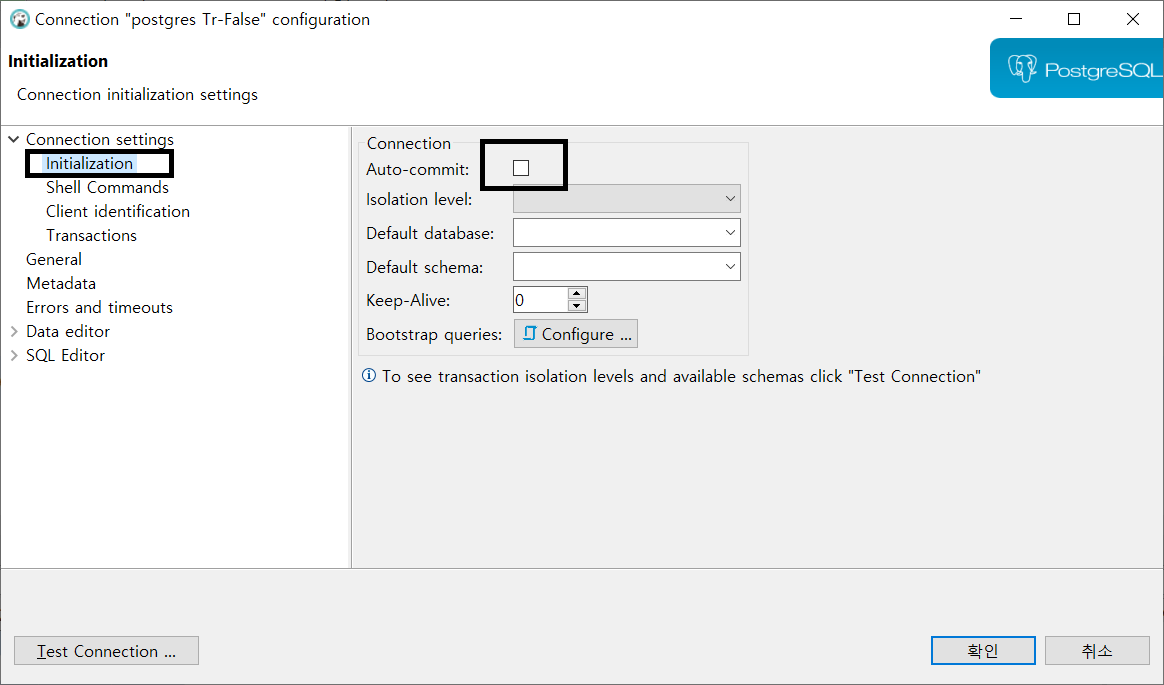 Connection "postgres Tr-False" configuration
Initialization
Connection initialization settings
PostgreSQL
Connection settings
Initialization
Shell Commands
Client identification
Transactions
General
Metadata
Errors and timeouts
Data editor
SQL Editor
Connection
Auto-commit:
Isolation level:
Default database:
Default schema:
Keep-Alive: 0
Bootstrap queries: Configure ...
To see transaction isolation levels and available schemas click "Test Connection"
Test Connection ...
확인
취소